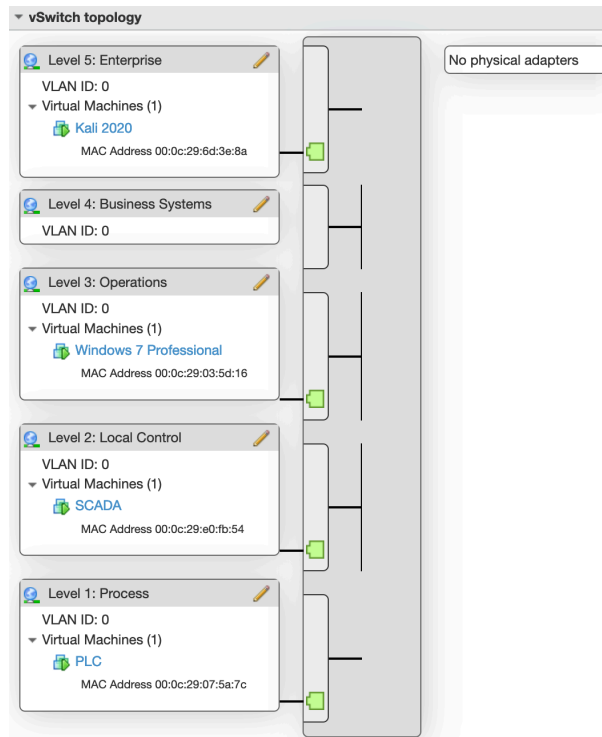 vSwitch topology
Level 5: Enterprise
No physical adapters
VLAN ID: 0
Virtual Machines (1)
Kali 2020
MAC Address 00:0c:29:6d:3e:8a
Level 4: Business Systems
VLAN ID: 0
Level 3: Operations
VLAN ID: 0
Virtual Machines (1)
Windows 7 Professional
MAC Address 00:0c:29:03:5d:16
Level 2: Local Control
VLAN ID: 0
Virtual Machines (1)
SCADA
MAC Address 00:0c:29:e0:fb:54
Level 1: Process
VLAN ID: 0
Virtual Machines (1)
PLC
MAC Address 00:0c:29:07:5a:7c